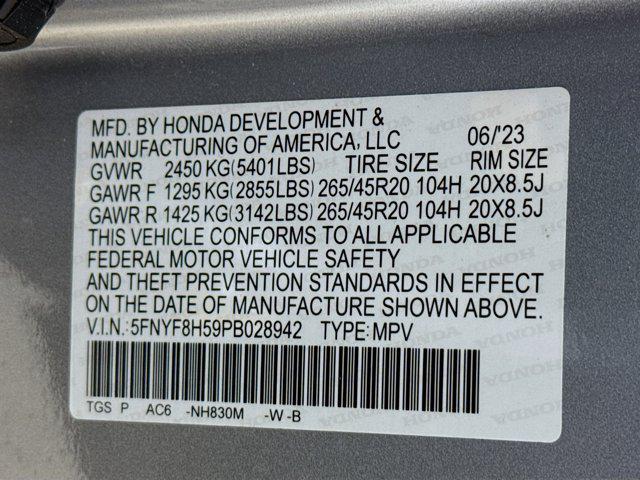 MFD. BY HONDA DEVELOPMENT &
MANUFACTURING OF AMERICA, LLC 06/'23
GVWR 2450 KG(5401LBS) TIRE SIZE RIM SIZE
GAWR F 1295 KG(2855LBS) 265/45R20 104H 20X8.5J
GAWR R 1425 KG(3142LBS) 265/45R20 104H 20X8.5J
THIS VEHICLE CONFORMS TO ALL APPLICABLE
FEDERAL MOTOR VEHICLE SAFETY
AND THEFT PREVENTION STANDARDS IN EFFECT
ON THE DATE OF MANUFACTURE SHOWN ABOVE.
V.I.N.: 5FNYF8H59PB028942 TYPE: MPV
TGS P AC6 -NH830M -W -B